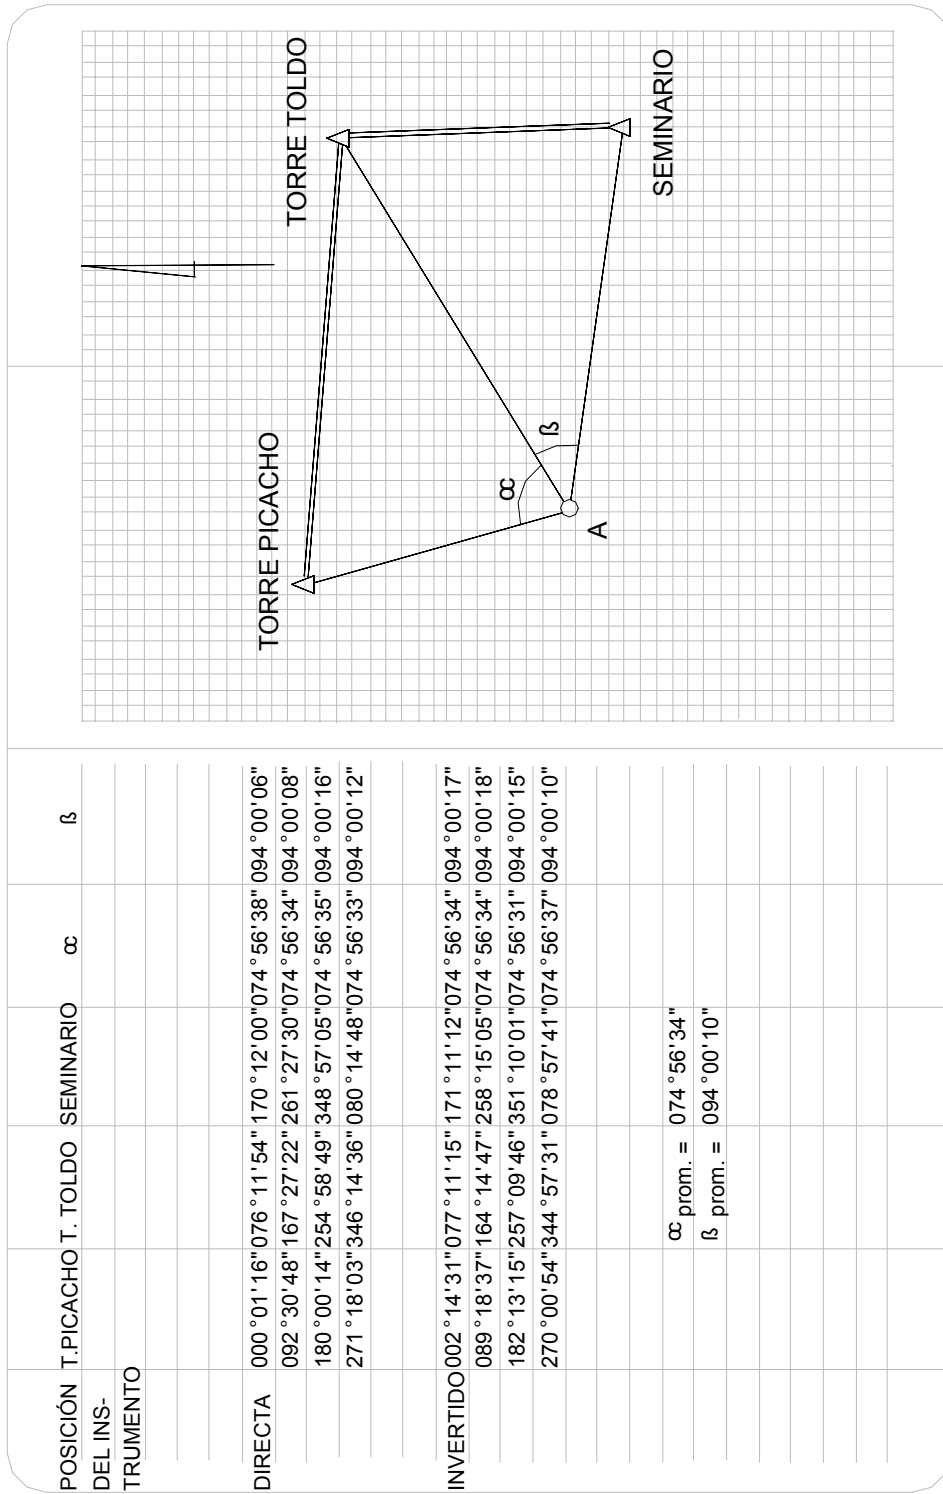 POSICIÓN T.PICACHO T. TOLDO SEMINARIO ∝ ß
DEL INS-
TRUMENTO
DIRECTA 000°01'16" 076°11'54" 170°12'00" 074°56'38" 094°00'06"
092°30'48" 167°27'22" 261°27'30" 074°56'34" 094°00'08"
180°00'14" 254°58'49" 348°57'05" 074°56'35" 094°00'16"
271°18'03" 346°14'36" 080°14'48" 074°56'33" 094°00'12"
INVERTIDO 002°14'31" 077°11'15" 171°11'12" 074°56'34" 094°00'17"
089°18'37" 164°14'47" 258°15'05" 074°56'34" 094°00'18"
182°13'15" 257°09'46" 351°10'01" 074°56'31" 094°00'15"
270°00'54" 344°57'31" 078°57'41" 074°56'37" 094°00'10"
∝ prom. = 074°56'34"
ß prom. = 094°00'10"
TORRE PICACHO
TORRE TOLDO
∝
ß
A
SEMINARIO